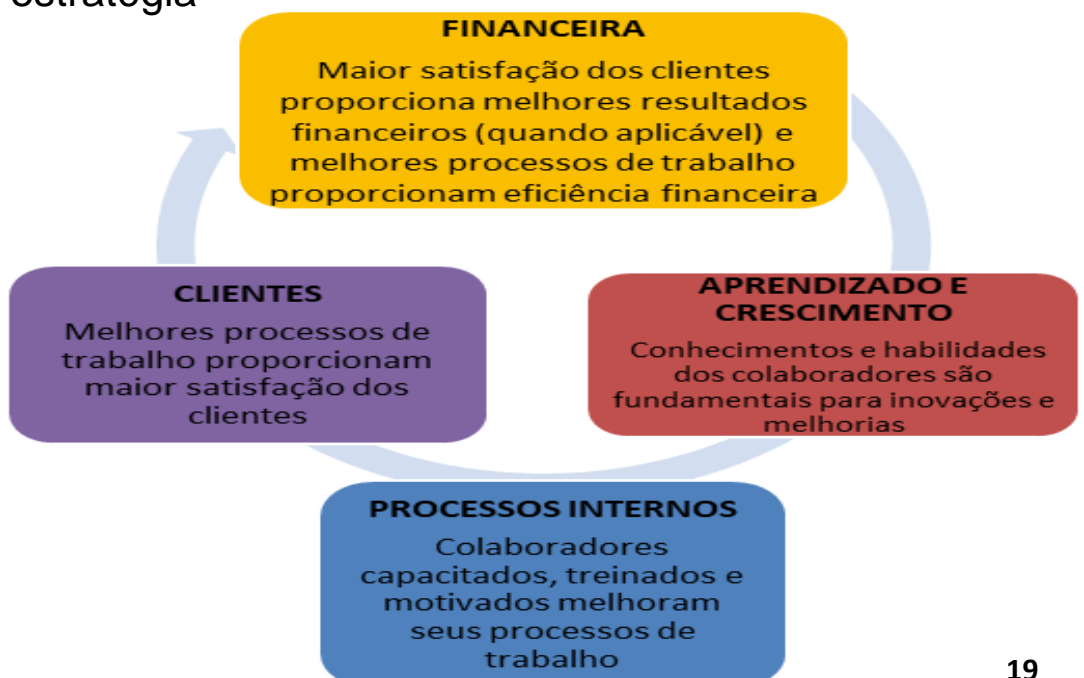 estratégia
FINANCEIRA
Maior satisfação dos clientes
proporciona melhores resultados
financeiros (quando aplicável) e
melhores processos de trabalho
proporcionam eficiência financeira
CLIENTES
Melhores processos de
trabalho proporcionam
maior satisfação dos
clientes
APRENDIZADO E
CRESCIMENTO
Conhecimentos e habilidades
dos colaboradores são
fundamentais para inovações e
melhorias
PROCESSOS INTERNOS
Colaboradores
capacitados, treinados e
motivados melhoram
seus processos de
trabalho
19